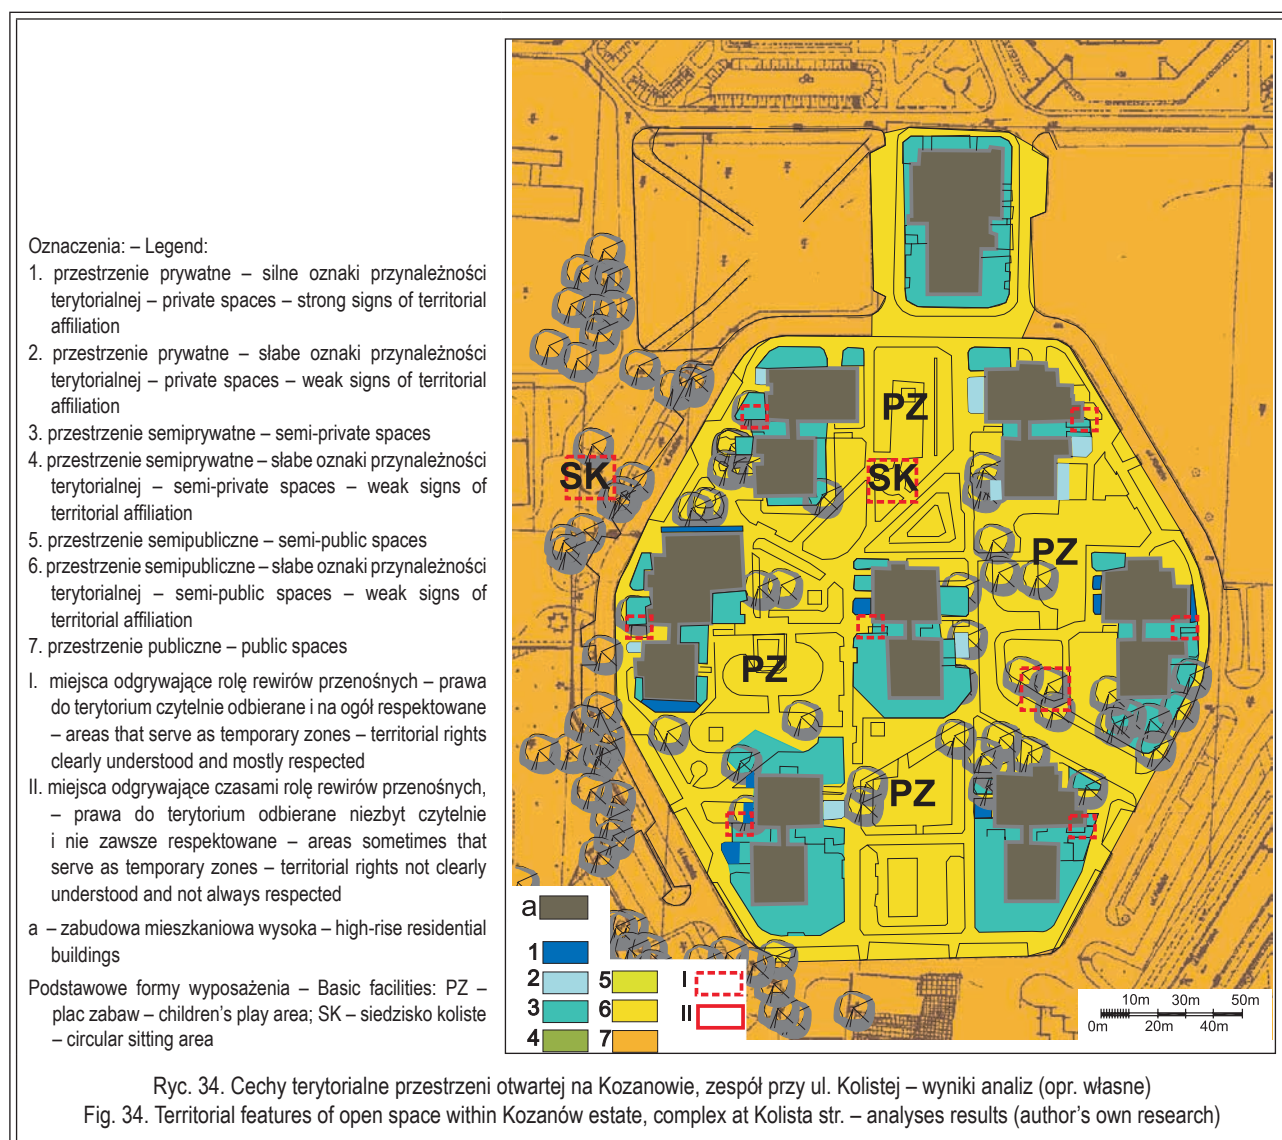 Oznaczenia: – Legend:
1. przestrzenie prywatne – silne oznaki przynależności
terytorialnej – private spaces – strong signs of territorial
affiliation
2. przestrzenie prywatne – słabe oznaki przynależności
terytorialnej – private spaces – weak signs of territorial
affiliation
3. przestrzenie semiprywatne – semi-private spaces
4. przestrzenie semiprywatne – słabe oznaki przynależności
terytorialnej – semi-private spaces – weak signs of
territorial affiliation
5. przestrzenie semipubliczne – semi-public spaces
6. przestrzenie semipubliczne – słabe oznaki przynależności
terytorialnej – semi-public spaces – weak signs of
territorial affiliation
7. przestrzenie publiczne – public spaces
I. miejsca odgrywające rolę rewirów przenośnych – prawa
do terytorium czytelnie odbierane i na ogół respektowane
– areas that serve as temporary zones – territorial rights
clearly understood and mostly respected
II. miejsca odgrywające czasami rolę rewirów przenośnych,
– prawa do terytorium odbierane niezbyt czytelnie
i nie zawsze respektowane – areas sometimes that
serve as temporary zones – territorial rights not clearly
understood and not always respected
a – zabudowa mieszkaniowa wysoka – high-rise residential
buildings
Podstawowe formy wyposażenia – Basic facilities: PZ –
plac zabaw – children's play area; SK – siedzisko koliste
– circular sitting area
PZ
SK
SK
PZ
PZ
PZ
a
1
2
3
4
5
6
7
I
II
10m 30m 50m
0m 20m 40m
Ryc. 34. Cechy terytorialne przestrzeni otwartej na Kozanowie, zespół przy ul. Kolistej – wyniki analiz (opr. własne)
Fig. 34. Territorial features of open space within Kozanów estate, complex at Kolista str. – analyses results (author's own research)